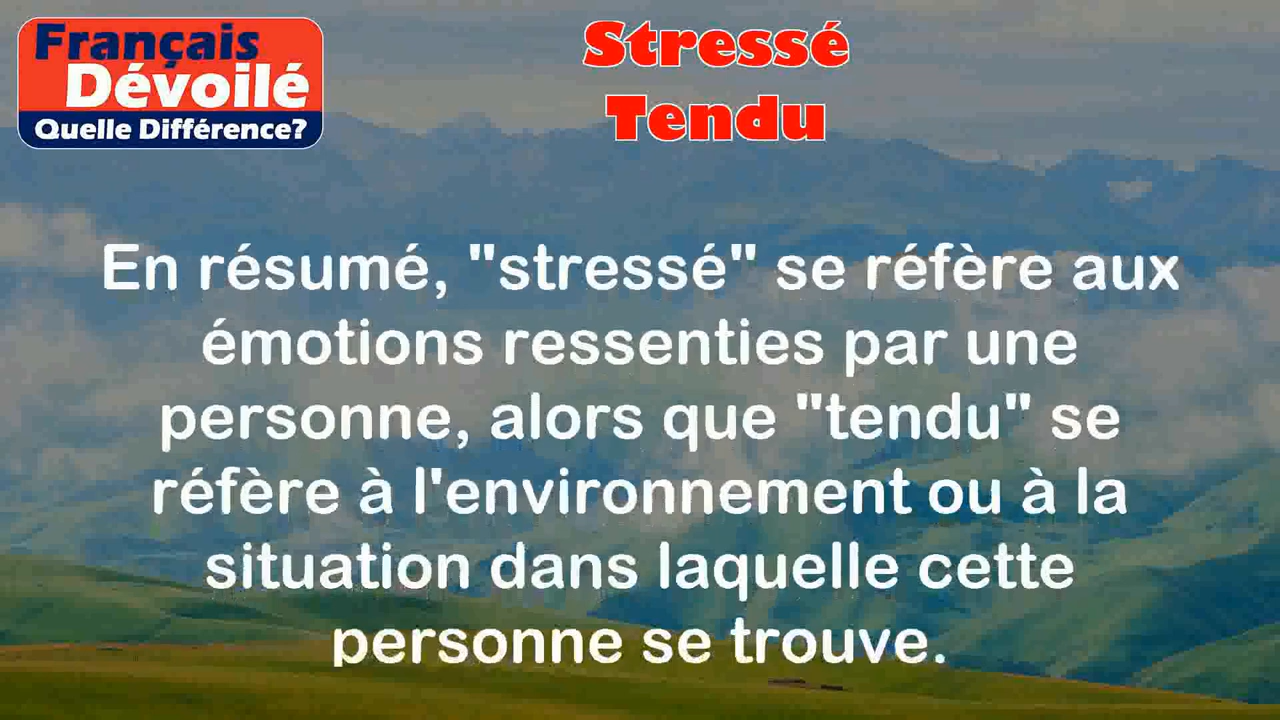 Français
Dévoilé
Quelle Différence?
Stressé
Tendu
En résumé, "stressé" se réfère aux
émotions ressenties par une
personne, alors que "tendu" se
réfère à l'environnement ou à la
situation dans laquelle cette
personne se trouve.